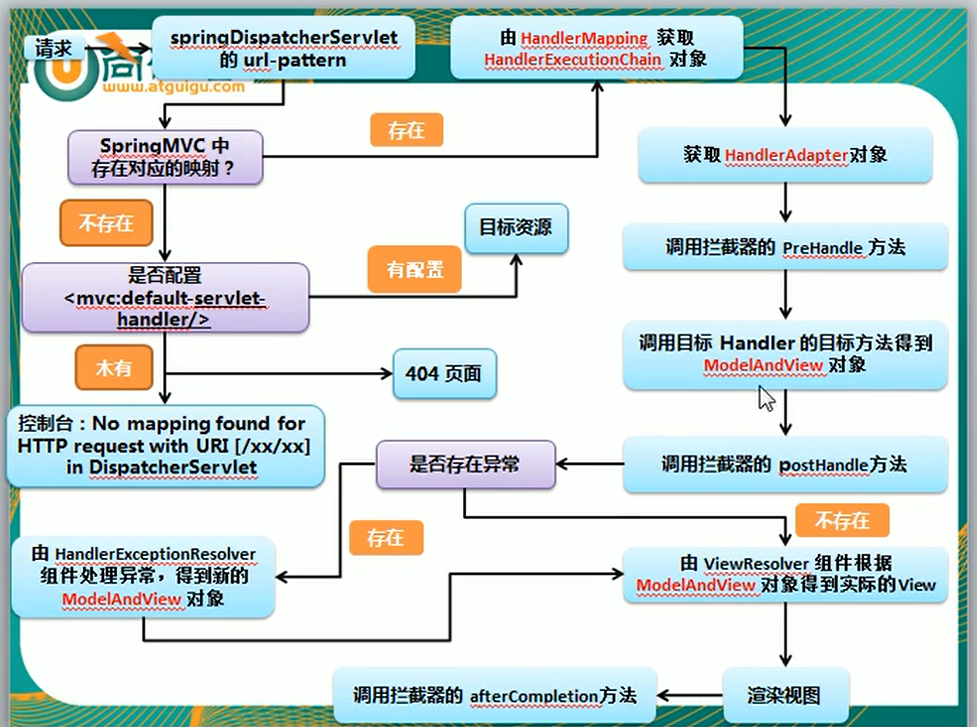 请求
springDispatcherServlet
的 url-pattern
由 HandlerMapping 获取
HandlerExecutionChain 对象
www.atguigu.com
SpringMVC 中
存在对应的映射？
存在
获取 HandlerAdapter对象
不存在
目标资源
调用拦截器的 PreHandle 方法
是否配置
<mvc:default-servlet-
handler/>
有配置
调用目标 Handler 的目标方法得到
ModelAndView 对象
木有
404 页面
控制台：No mapping found for
HTTP request with URI [/xx/xx]
in DispatcherServlet
是否存在异常
调用拦截器的 postHandle方法
存在
不存在
由 HandlerExceptionResolver
组件处理异常，得到新的
ModelAndView 对象
由 ViewResolver 组件根据
ModelAndView 对象得到实际的View
调用拦截器的 afterCompletion方法
渲染视图